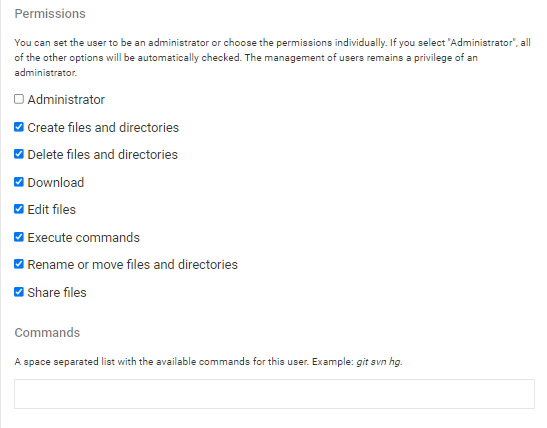 Permissions
You can set the user to be an administrator or choose the permissions individually. If you select "Administrator", all
of the other options will be automatically checked. The management of users remains a privilege of an
administrator.
Administrator
Create files and directories
Delete files and directories
Download
Edit files
Execute commands
Rename or move files and directories
Share files
Commands
A space separated list with the available commands for this user. Example: git svn hg.